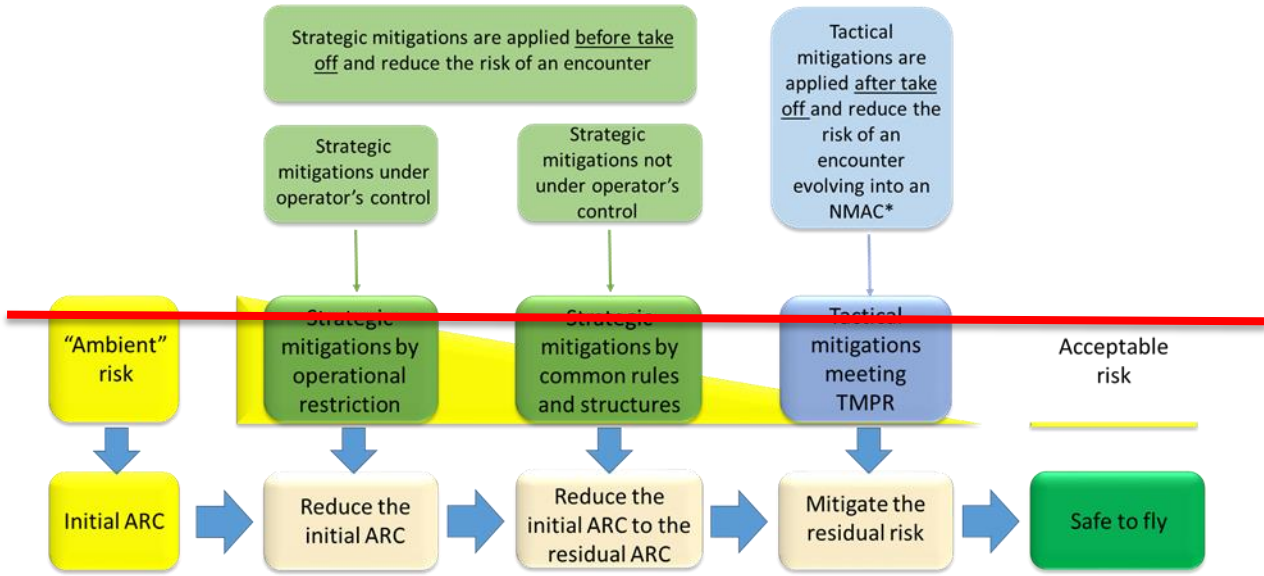 Strategic mitigations are applied before take
off and reduce the risk of an encounter
Tactical
mitigations are
applied after take
off and reduce the
risk of an
encounter
evolving into an
NMAC*
Strategic
mitigations under
operator's control
Strategic
mitigations not
under operator's
control
"Ambient"
risk
Strategic
mitigations by
operational
restriction
Strategic
mitigations by
common rules
and structures
Tactical
mitigations
meeting
TMPR
Acceptable
risk
Initial ARC
Reduce the
initial ARC
Reduce the
initial ARC to the
residual ARC
Mitigate the
residual risk
Safe to fly